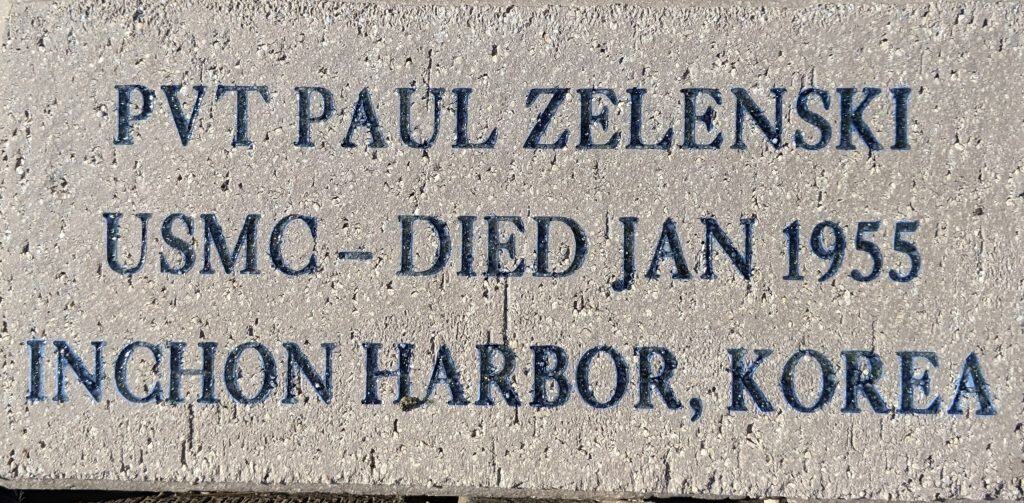 PVT PAUL ZELENSKI
USMC – DIED JAN 1955
INCHON HARBOR, KOREA